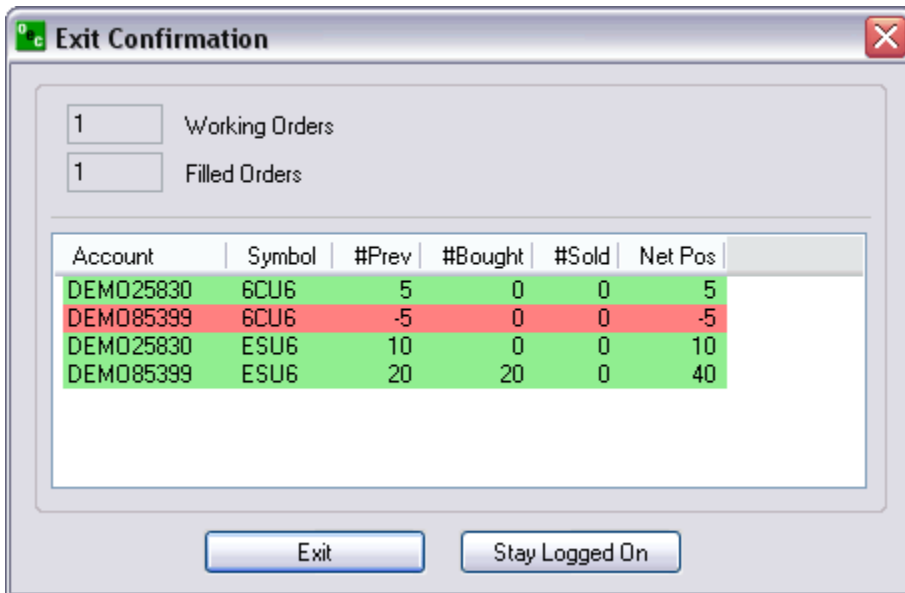 Oec Exit Confirmation
1 Working Orders
1 Filled Orders
Account Symbol #Prev #Bought #Sold Net Pos
DEMO25830 6CU6 5 0 0 5
DEMO85399 6CU6 -5 0 0 -5
DEMO25830 ESU6 10 0 0 10
DEMO85399 ESU6 20 20 0 40
Exit Stay Logged On